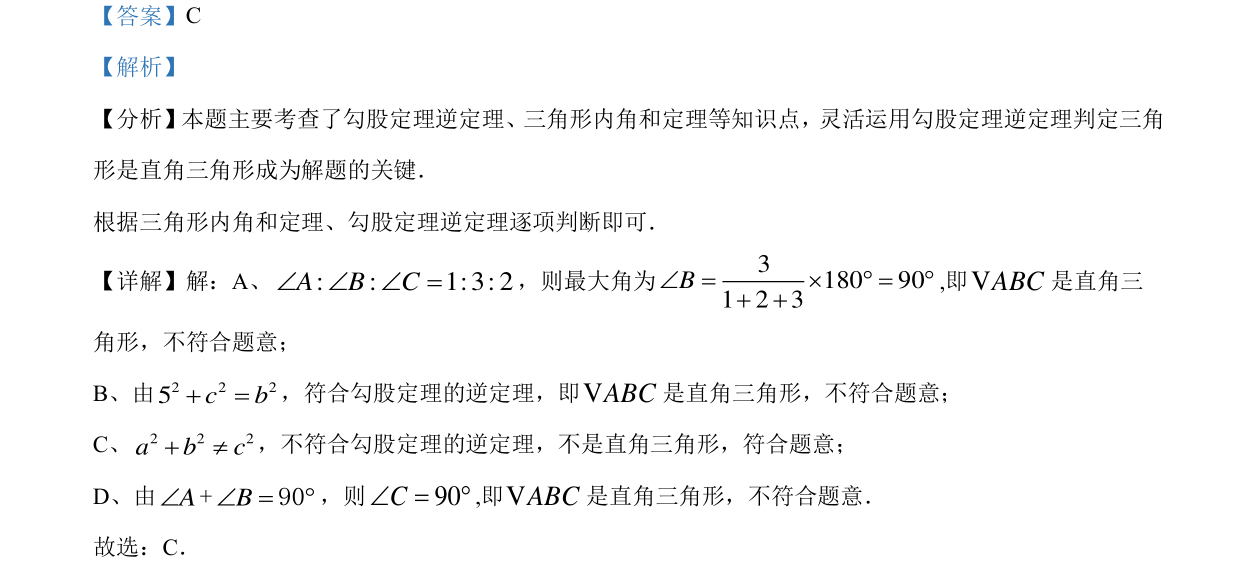 【答案】C
【解析】
【分析】本题主要考查了勾股定理逆定理、三角形内角和定理等知识点，灵活运用勾股定理逆定理判定三角
形是直角三角形成为解题的关键．
根据三角形内角和定理、勾股定理逆定理逐项判断即可．
【详解】解：A、∠A:∠B:∠C=1:3:2，则最大角为∠B=3/(1+2+3)×180°=90°,即VABC是直角三
角形，不符合题意；
B、由5²+c²=b²，符合勾股定理的逆定理，即VABC是直角三角形，不符合题意；
C、a²+b²≠c²，不符合勾股定理的逆定理，不是直角三角形，符合题意；
D、由∠A+∠B=90°，则∠C=90°,即VABC是直角三角形，不符合题意．
故选：C．